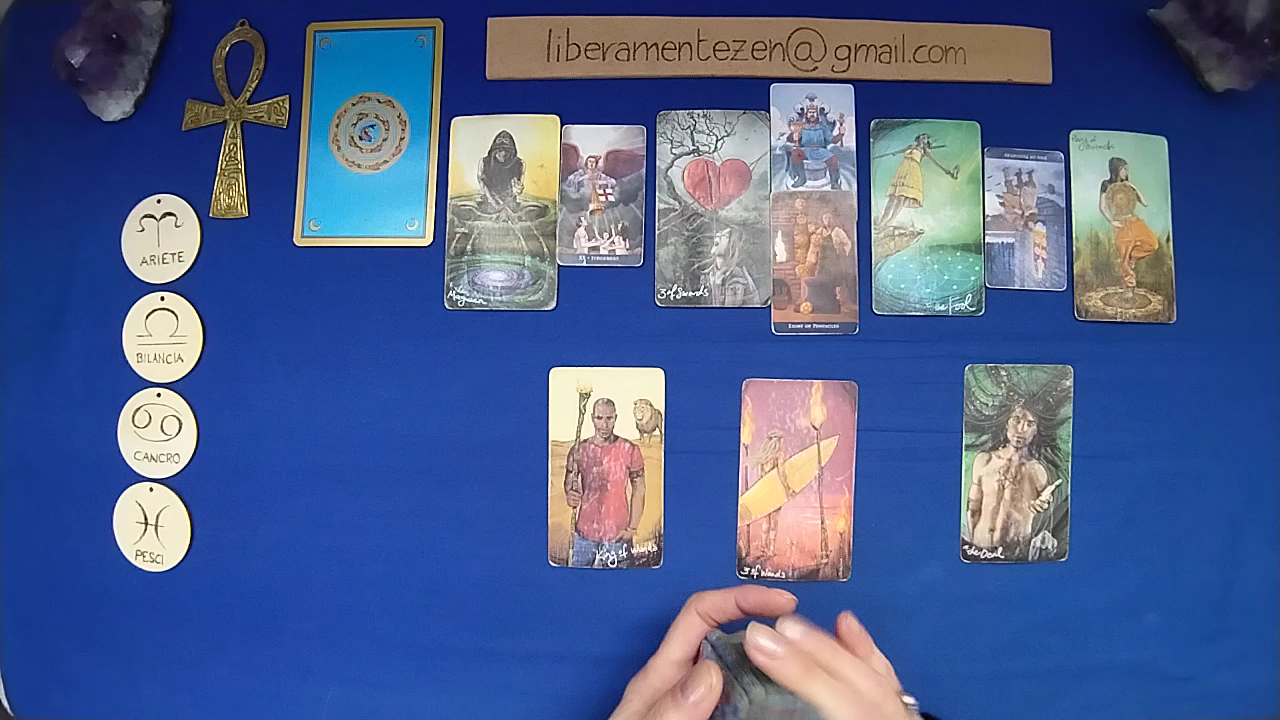 liberamentezen@gmail.com
ARIETE
BILANCIA
CANCRO
PESCI
XX • JUDGEMENT
3 of Swords
EIGHT OF PENTACLES
the Fool
King of Wands
3 of Wands
the Devil